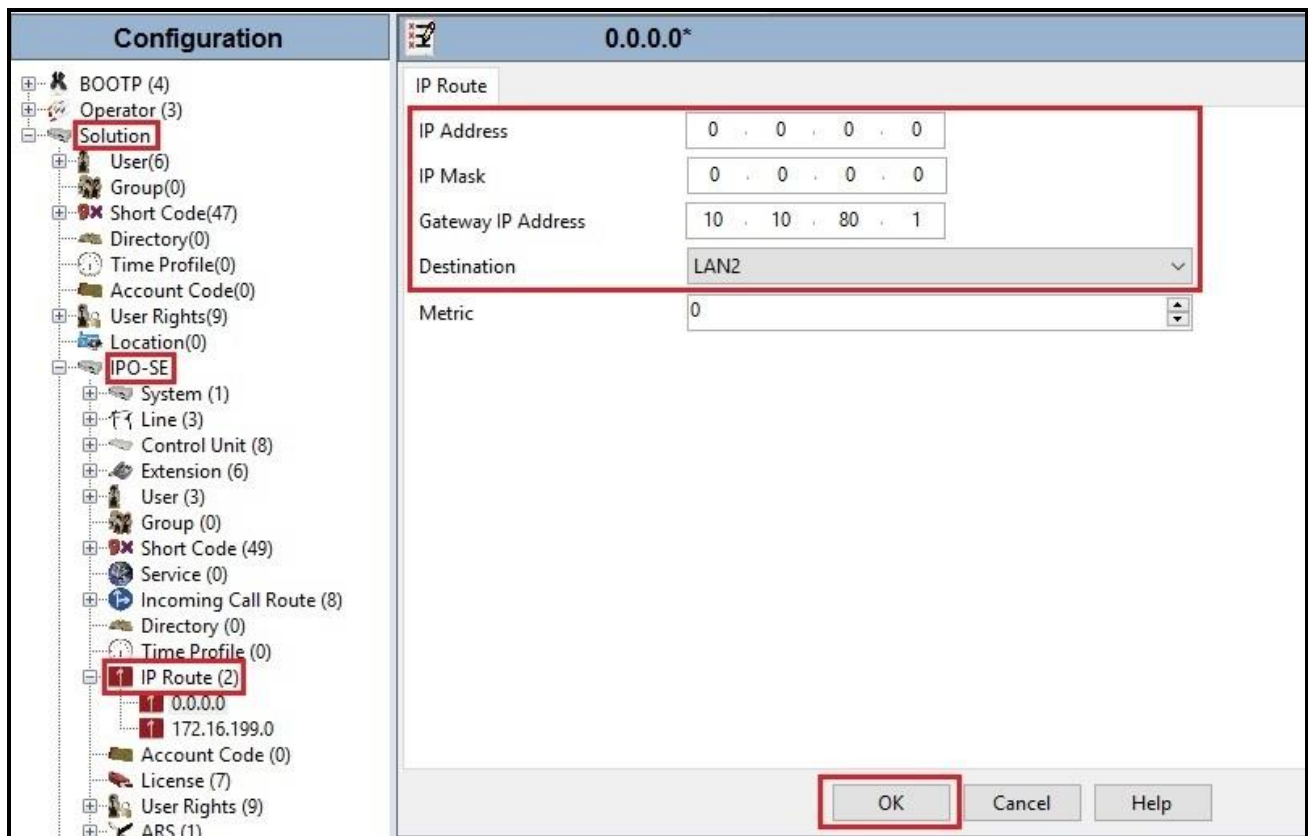 Configuration
BOOTP (4)
Operator (3)
Solution
User(6)
Group(0)
Short Code(47)
Directory(0)
Time Profile(0)
Account Code(0)
User Rights(9)
Location(0)
IPO-SE
System (1)
Line (3)
Control Unit (8)
Extension (6)
User (3)
Group (0)
Short Code (49)
Service (0)
Incoming Call Route (8)
Directory (0)
Time Profile (0)
IP Route (2)
0.0.0.0
172.16.199.0
Account Code (0)
License (7)
User Rights (9)
ARS (1)
0.0.0.0*
IP Route
IP Address 0 . 0 . 0 . 0
IP Mask 0 . 0 . 0 . 0
Gateway IP Address 10 . 10 . 80 . 1
Destination LAN2
Metric 0
OK Cancel Help